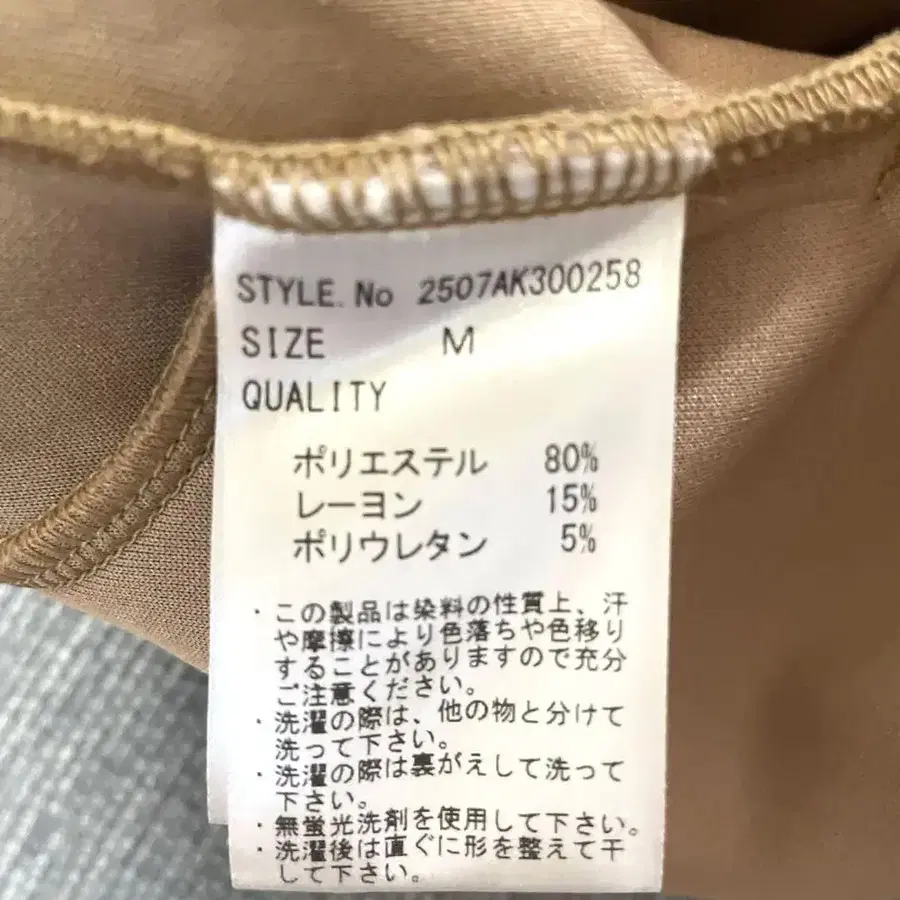 STYLE.No 2507AK300258
SIZE M
QUALITY
ポリエステル 80%
レーヨン 15%
ポリウレタン 5%
・この製品は染料の性質上、汗
や摩擦により色落ちや色移り
することがありますので充分
ご注意ください。
・洗濯の際は、他の物と分けて
洗って下さい。
・洗濯の際は裏がえして洗って
下さい。
・無蛍光洗剤を使用して下さい。
・洗濯後は直ぐに形を整えて干
して下さい。